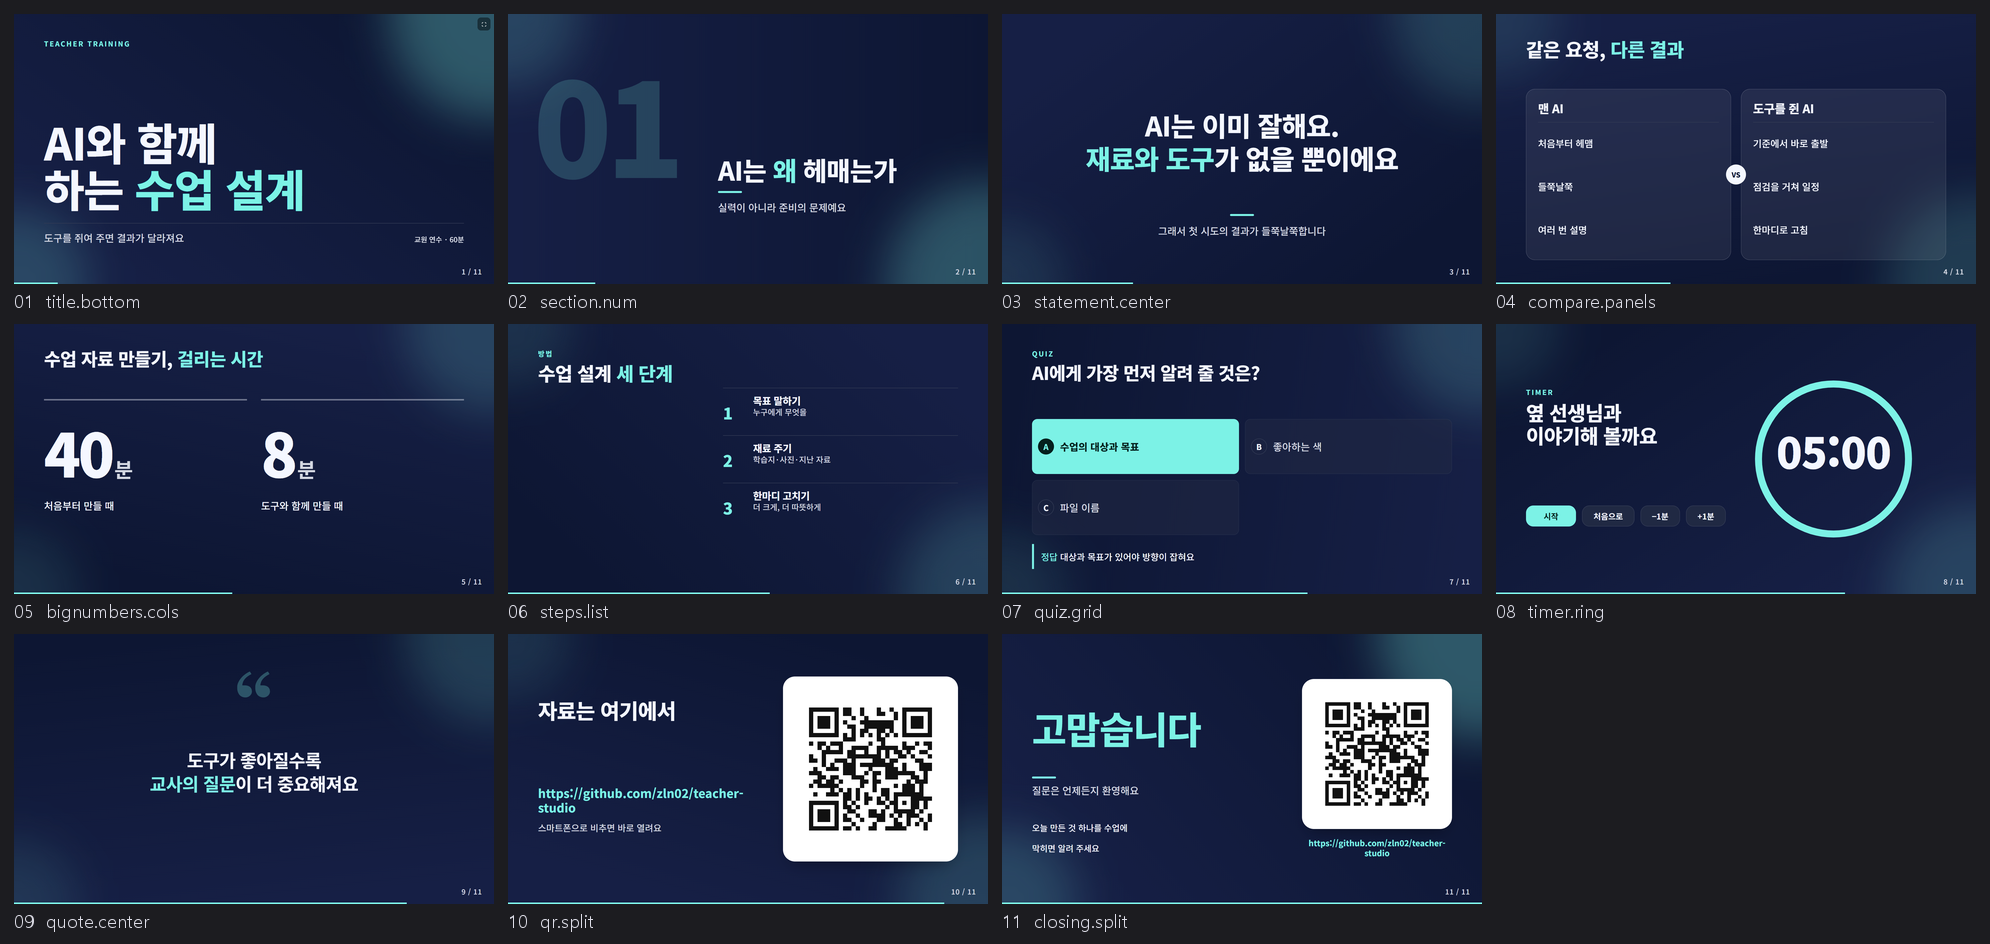 TEACHER TRAINING
AI와 함께
하는 수업 설계
도구를 쥐여 주면 결과가 달라져요
교원 연수 · 60분
1 / 11
01 title.bottom
01
AI는 왜 헤매는가
실력이 아니라 준비의 문제예요
2 / 11
02 section.num
AI는 이미 잘해요.
재료와 도구가 없을 뿐이에요
그래서 첫 시도의 결과가 들쭉날쭉합니다
3 / 11
03 statement.center
같은 요청, 다른 결과
맨 AI
처음부터 헤맴
들쭉날쭉
여러 번 설명
VS
도구를 쥔 AI
기준에서 바로 출발
점검을 거쳐 일정
한마디로 고침
4 / 11
04 compare.panels
수업 자료 만들기, 걸리는 시간
40분
처음부터 만들 때
8분
도구와 함께 만들 때
5 / 11
05 bignumbers.cols
방법
수업 설계 세 단계
1 목표 말하기
누구에게 무엇을
2 재료 주기
학습지·사진·지난 자료
3 한마디 고치기
더 크게, 더 따뜻하게
6 / 11
06 steps.list
QUIZ
AI에게 가장 먼저 알려 줄 것은?
A 수업의 대상과 목표
B 좋아하는 색
C 파일 이름
정답 대상과 목표가 있어야 방향이 잡혀요
7 / 11
07 quiz.grid
TIMER
옆 선생님과
이야기해 볼까요
시작
처음으로
−1분
+1분
05:00
8 / 11
08 timer.ring
“
도구가 좋아질수록
교사의 질문이 더 중요해져요
9 / 11
09 quote.center
자료는 여기에서
https://github.com/zln02/teacher-
studio
스마트폰으로 비추면 바로 열려요
10 / 11
10 qr.split
고맙습니다
질문은 언제든지 환영해요
오늘 만든 것 하나를 수업에
막히면 알려 주세요
https://github.com/zln02/teacher-
studio
11 / 11
11 closing.split